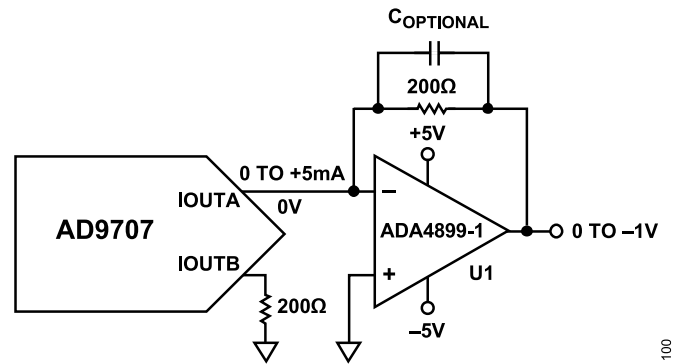 COPTIONAL
200Ω
+5V
0 TO +5mA
IOUTA
0V
−
AD9707
ADA4899-1
0 TO –1V
IOUTB
+
U1
200Ω
–5V
100